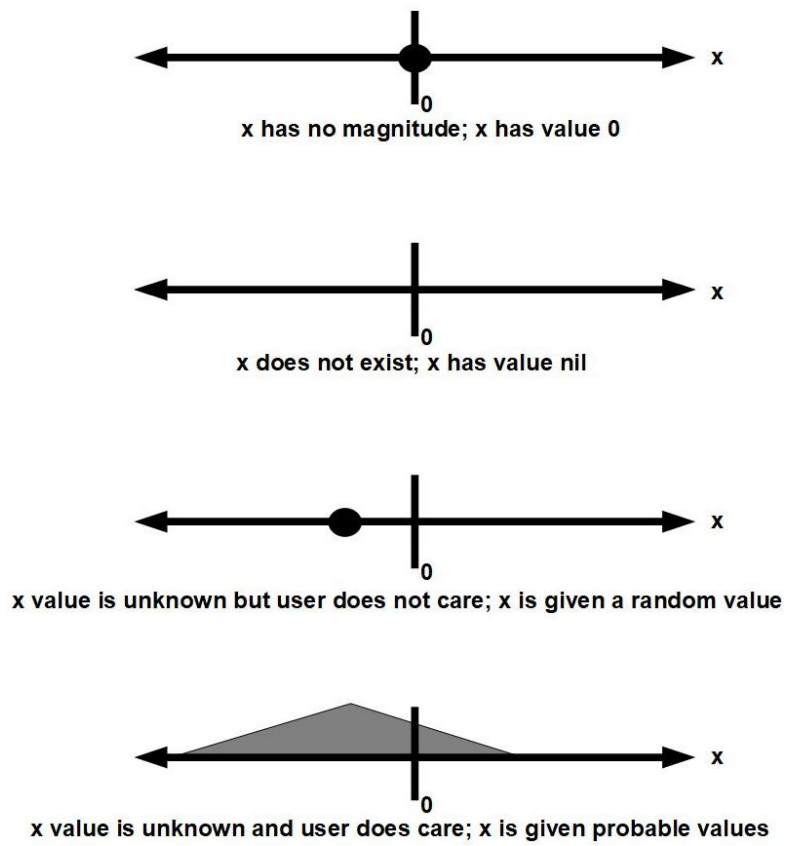 x
0
x has no magnitude; x has value 0
x
0
x does not exist; x has value nil
x
0
x value is unknown but user does not care; x is given a random value
x
0
x value is unknown and user does care; x is given probable values